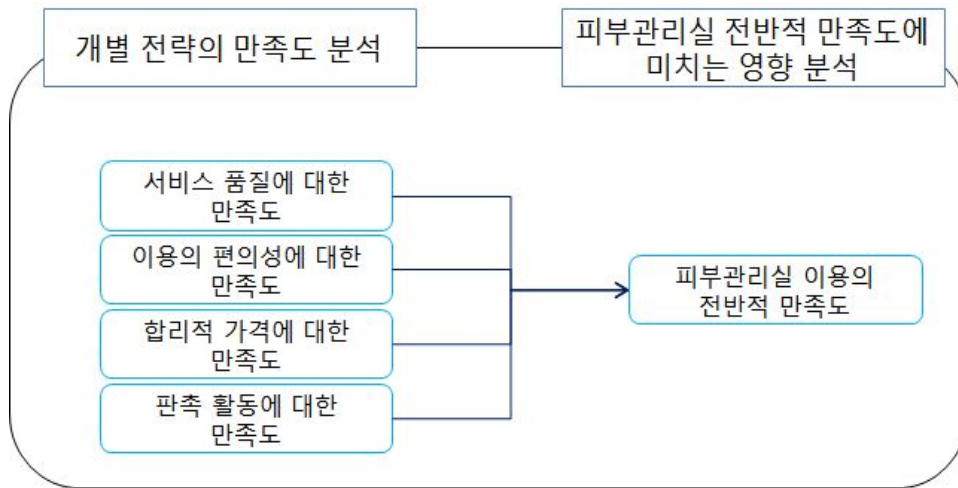 개별 전략의 만족도 분석
피부관리실 전반적 만족도에
미치는 영향 분석
서비스 품질에 대한
만족도
이용의 편의성에 대한
만족도
합리적 가격에 대한
만족도
판촉 활동에 대한
만족도
피부관리실 이용의
전반적 만족도